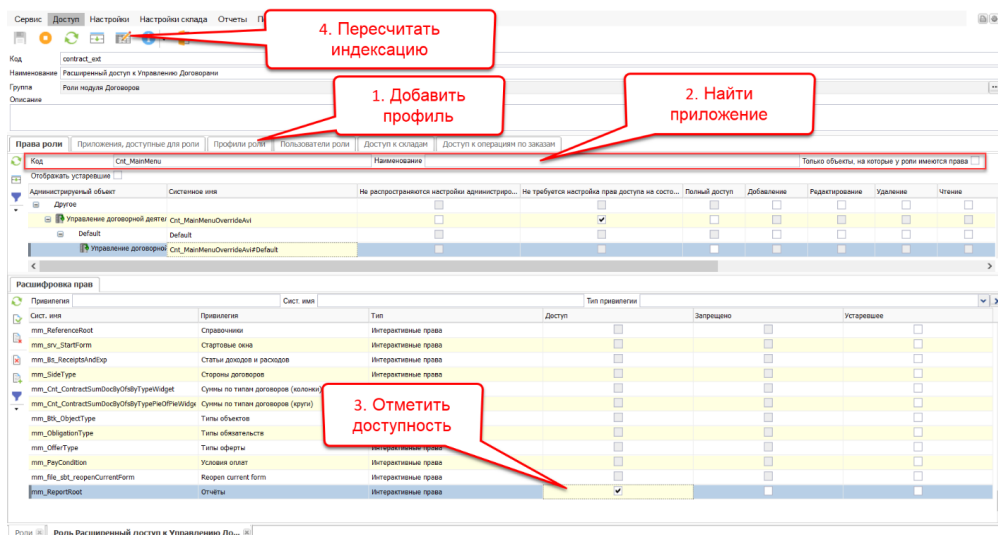 Сервис Доступ Настройки Настройки склада Отчеты
4. Пересчитать
индексацию
Код contract_ext
Наименование Расширенный доступ к Управлению Договорами
Группа Роли модуля Договоров
Описание
1. Добавить
профиль
2. Найти
приложение
Права роли Приложения, доступные для роли Профили роли Пользователи роли Доступ к складам Доступ к операциям по заказам
Код Cnt_MainMenu Наименование Только объекты, на которые у роли имеются права
Отображать устаревшие
Администрируемый объект Системное имя Не распространяются настройки администриро... Не требуется настройка прав доступа на состо... Полный доступ Добавление Редактирование Удаление Чтение
Другое
Управление договорной деятел Cnt_MainMenuOverrideAvi
Default Default
Управление договорной Cnt_MainMenuOverrideAvi#Default
Расшифровка прав
Привилегия Сист. имя Тип привилегии
Сист. имя Привилегия Тип Доступ Запрещено Устаревшее
mm_ReferenceRoot Справочники Интерактивные права
mm_srv_StartForm Стартовые окна Интерактивные права
mm_Bs_ReceiptsAndExp Статьи доходов и расходов Интерактивные права
mm_SideType Стороны договоров Интерактивные права
mm_Cnt_ContractSumDocByOfsByTypeWidget Суммы по типам договоров (колонки)
mm_Cnt_ContractSumDocByOfsByTypePieOfPieWidge Суммы по типам договоров (круги)
mm_Btk_ObjectType Типы объектов
mm_ObligationType Типы обязательств
mm_OfferType Типы оферты Интерактивные права
mm_PayCondition Условия оплат Интерактивные права
mm_file_sbt_reopenCurrentForm Reopen current form Интерактивные права
mm_ReportRoot Отчёты Интерактивные права
3. Отметить
доступность
Роли Роль Расширенный доступ к Управлению До...